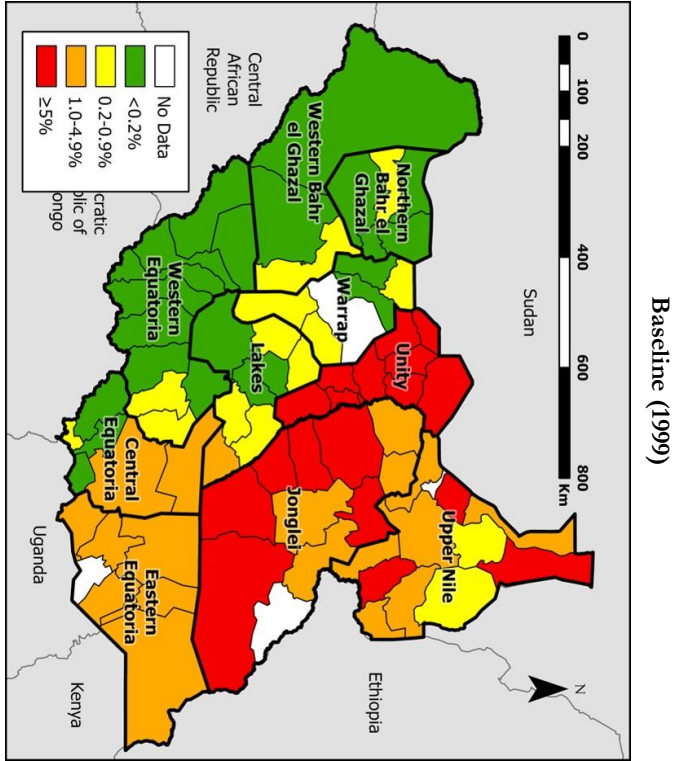 Baseline (1999)
0
100
200
400
600
800
Km
N
Sudan
Ethiopia
Kenya
Uganda
Central
African
Republic
cratic
blic of
ongo
Northern
Bahr el
Ghazal
Western Bahr
el Ghazal
Warrap
Unity
Upper Nile
Jonglei
Lakes
Western
Equatoria
Central
Equatoria
Eastern
Equatoria
No Data
<0.2%
0.2-0.9%
1.0-4.9%
≥5%